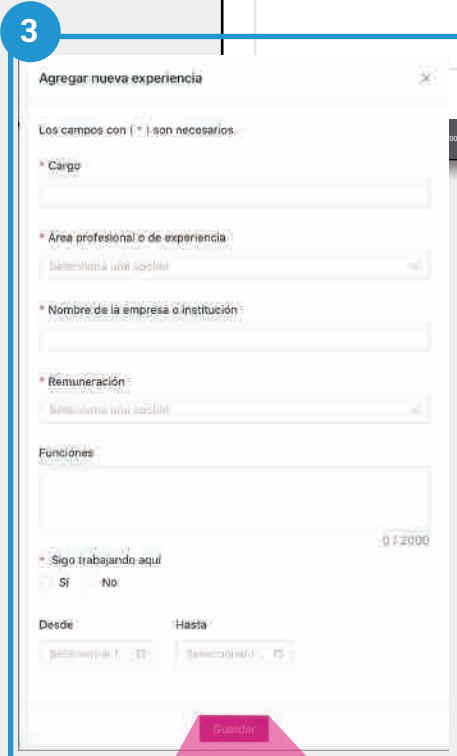 3
Agregar nueva experiencia
Los campos con ( * ) son necesarios.
* Cargo
* Área profesional o de experiencia
Selecciona una opción
* Nombre de la empresa o institución
* Remuneración
Selecciona una opción
Funciones
0 / 2000
* Sigo trabajando aquí
Sí No
Desde Hasta
Guardar